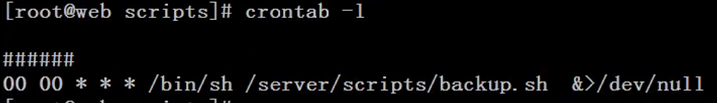 [root@web scripts]# crontab -l
######
00 00 * * * /bin/sh /server/scripts/backup.sh  &>/dev/null